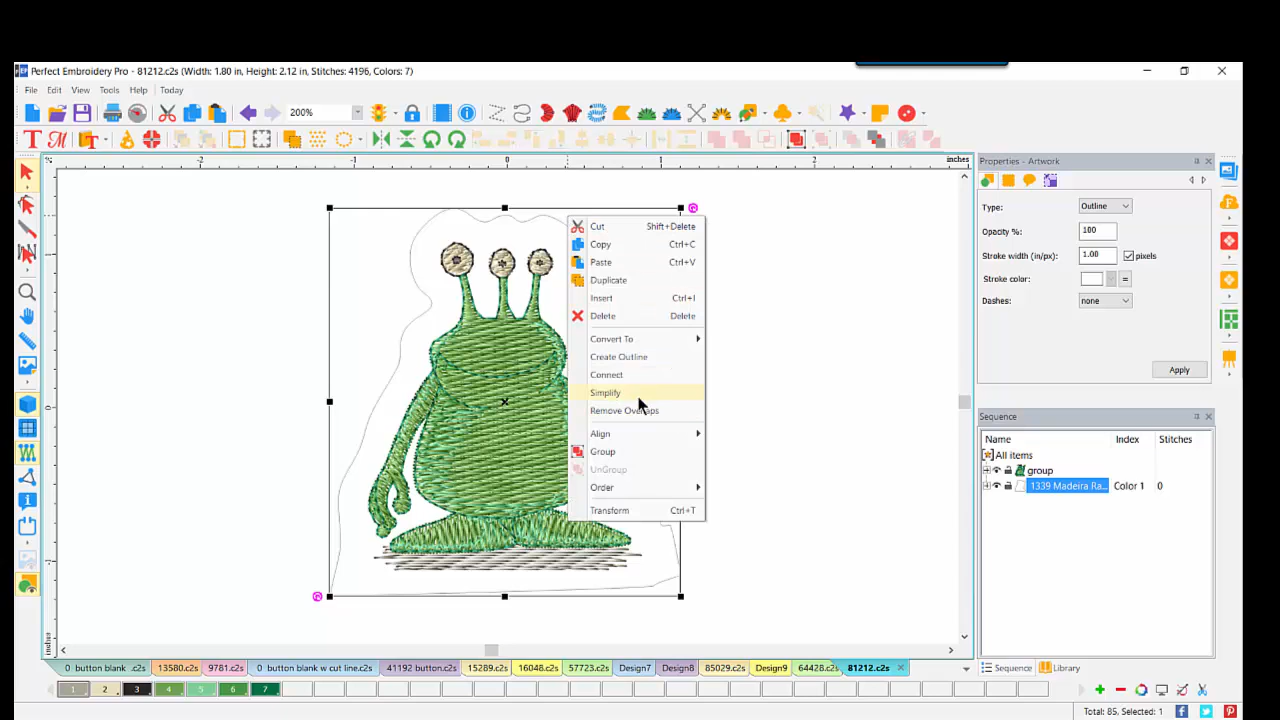 Perfect Embroidery Pro - 81212.c2s (Width: 1.80 in, Height: 2.12 in, Stitches: 4196, Colors: 7)
File Edit View Tools Help Today
200%
-2 -1 0 1 2 inches
Properties - Artwork
Type: Outline
Opacity %: 100
Stroke width (in/px): 1.00 pixels
Stroke color: =
Dashes: none
Apply
Cut Shift+Delete
Copy Ctrl+C
Paste Ctrl+V
Duplicate
Insert Ctrl+I
Delete Delete
Convert To
Create Outline
Connect
Simplify
Remove Overlaps
Align
Group
UnGroup
Order
Transform Ctrl+T
Sequence
Name Index Stitches
All items
group
1339 Madeira Ra... Color 1 0
inches
0 button blank .c2s 13580.c2s 9781.c2s 0 button blank w cut line.c2s 41192 button.c2s 15289.c2s 16048.c2s 57723.c2s Design7 Design8 85029.c2s Design9 64428.c2s 81212.c2s
Sequence Library
1 2 3 4 5 6 7
Total: 85, Selected: 1